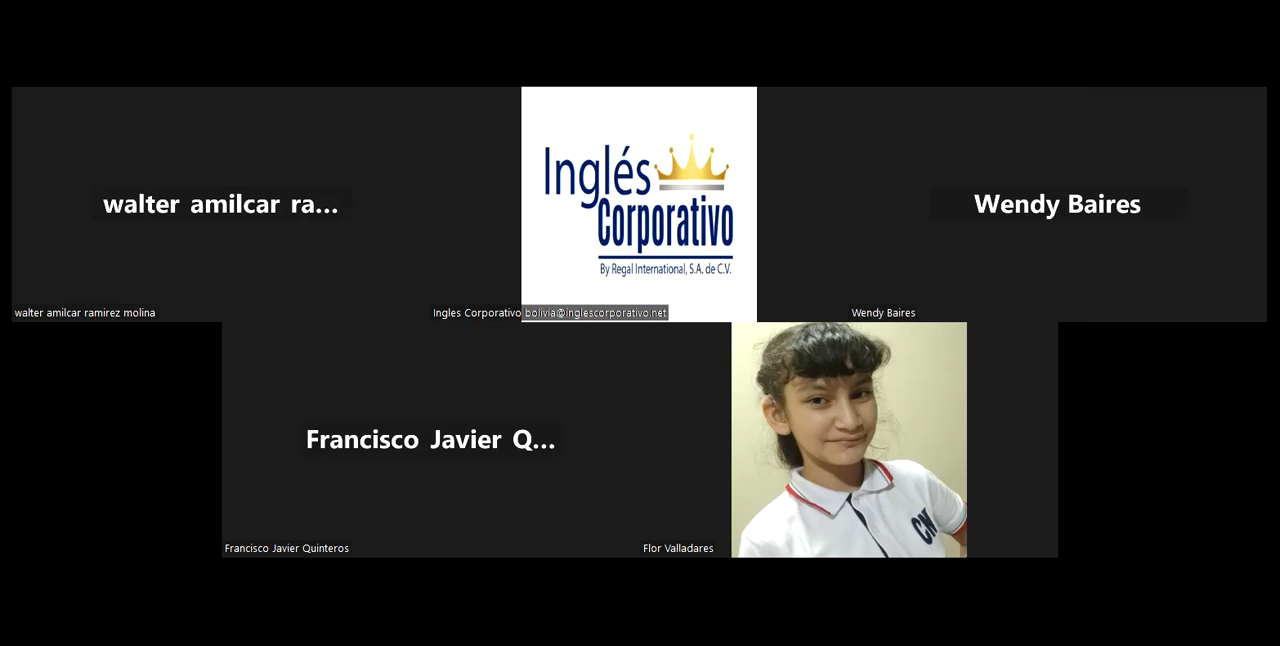 walter amilcar ra...
Inglés
Corporativo
By Regal International, S.A. de C.V.
Wendy Baires
walter amilcar ramirez molina
Ingles Corporativo bolivia@inglescorporativo.net
Wendy Baires
Francisco Javier Q...
CN
Francisco Javier Quinteros
Flor Valladares